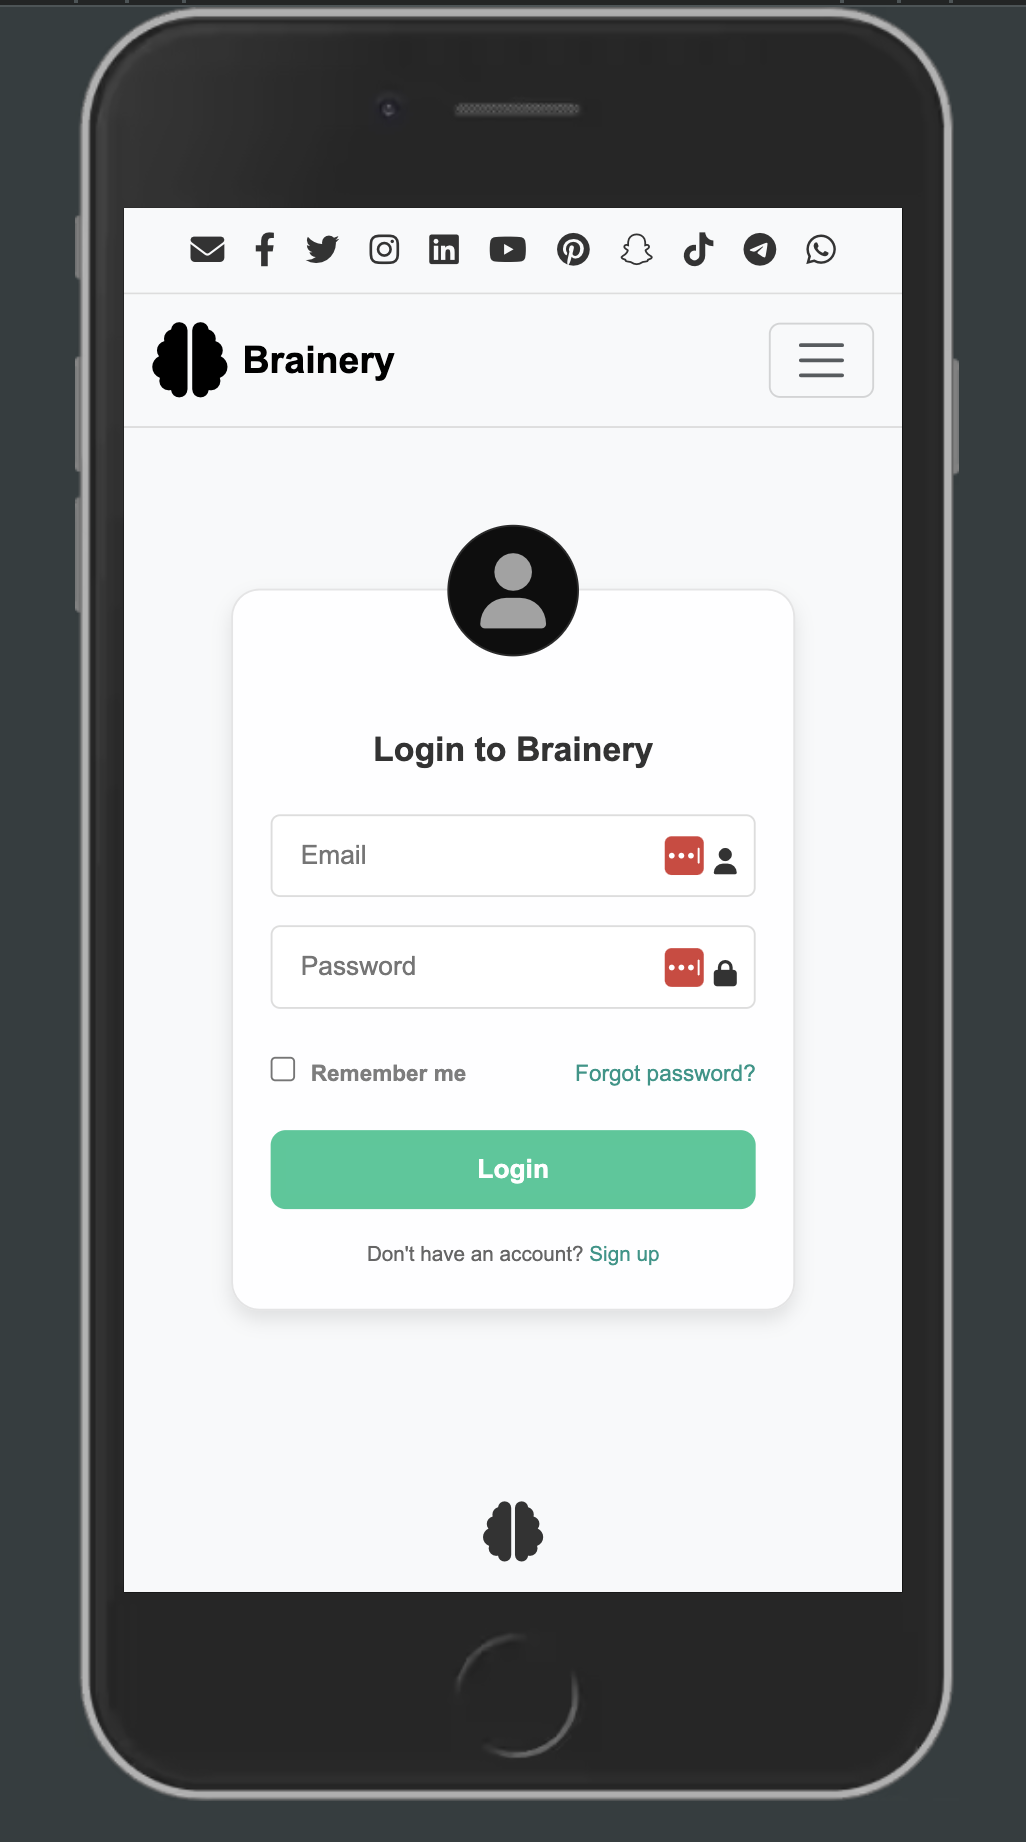 Brainery
Login to Brainery
Email
Password
Remember me
Forgot password?
Login
Don't have an account? Sign up